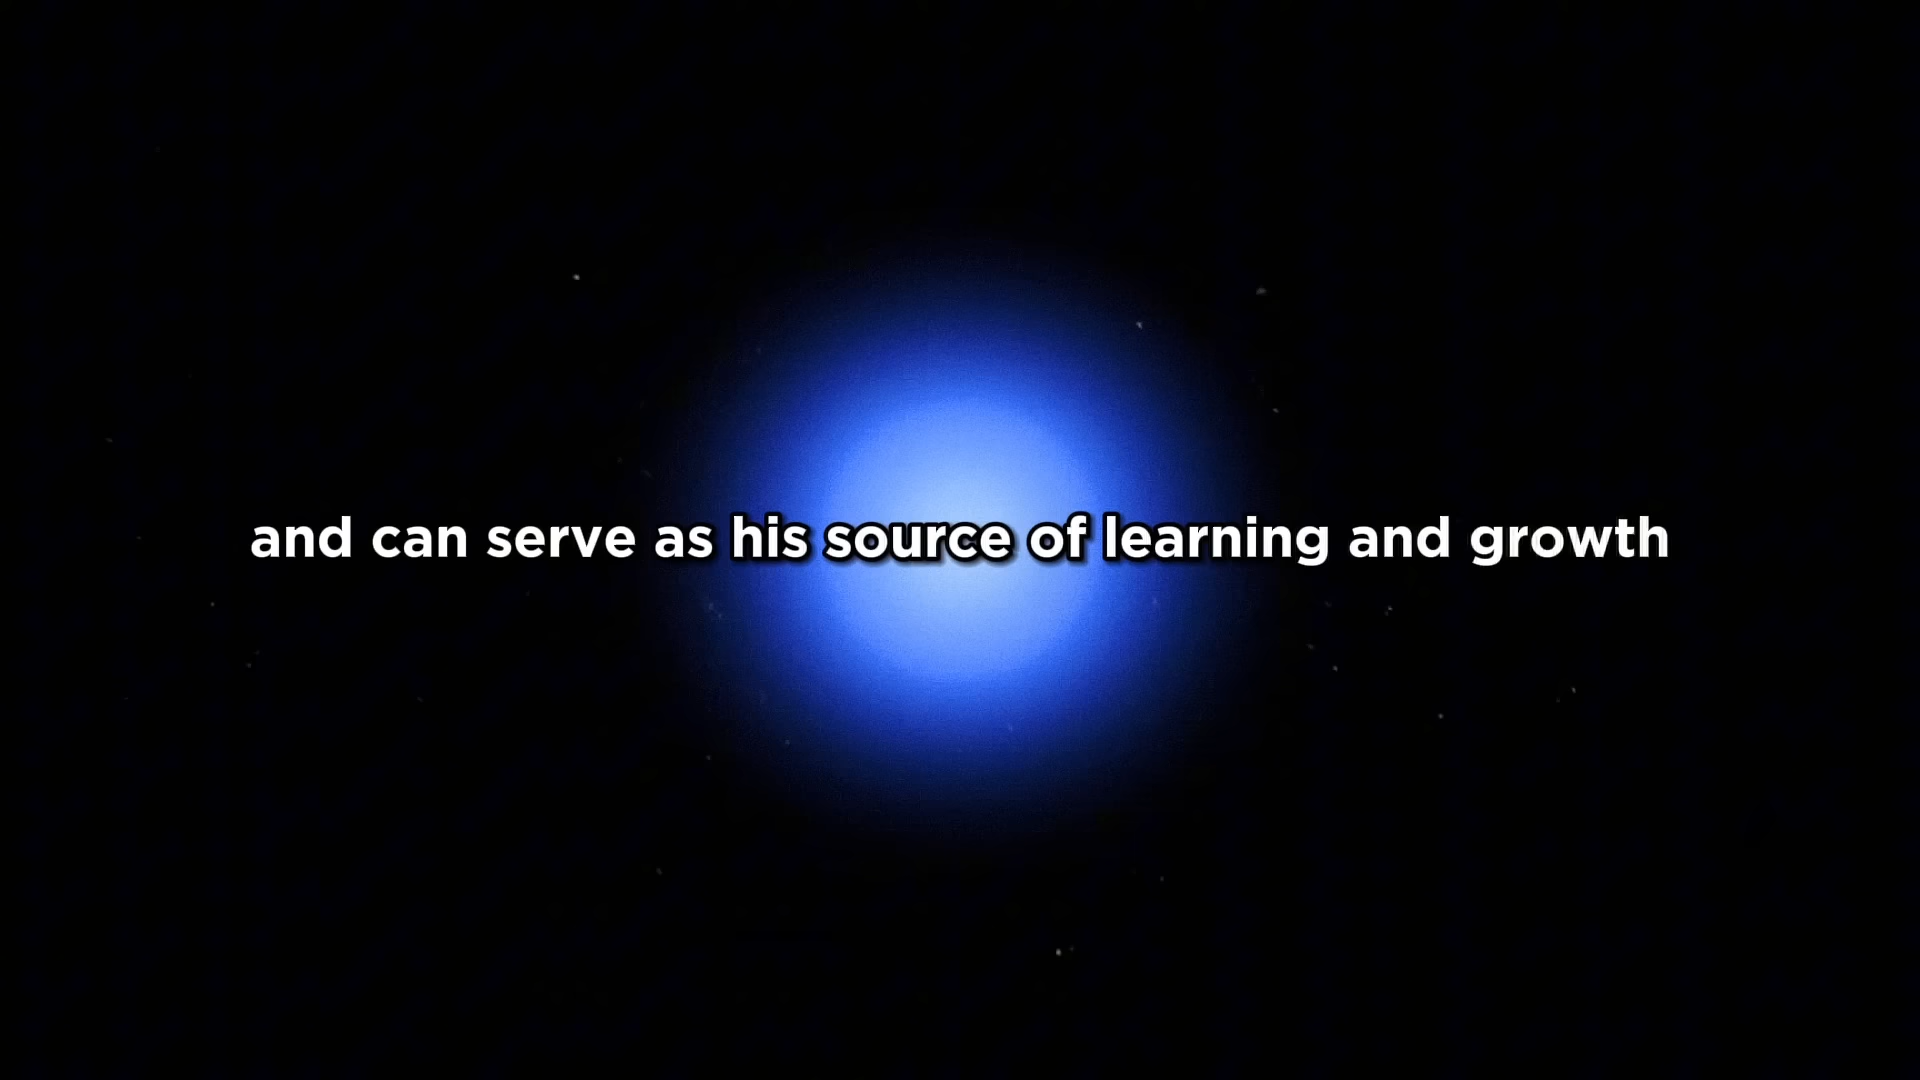 and can serve as his source of learning and growth